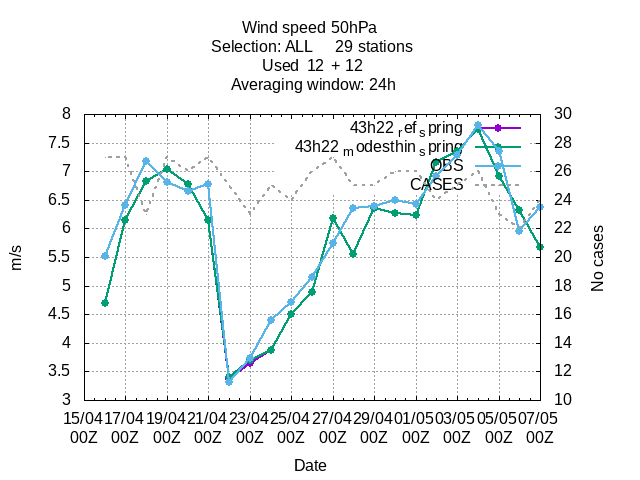 Wind speed 50hPa
Selection: ALL 29 stations
Used 12 + 12
Averaging window: 24h
8 30
43h22 refspring
7.5 28
43h22 modesthinspring
7 26
OBS
CASES
6.5 24
6 22
m/s
No cases
5.5 20
5 18
4.5 16
4 14
3.5 12
3 10
15/04 17/04 19/04 21/04 23/04 25/04 27/04 29/04 01/05 03/05 05/05 07/05
00Z 00Z 00Z 00Z 00Z 00Z 00Z 00Z 00Z 00Z 00Z 00Z
Date